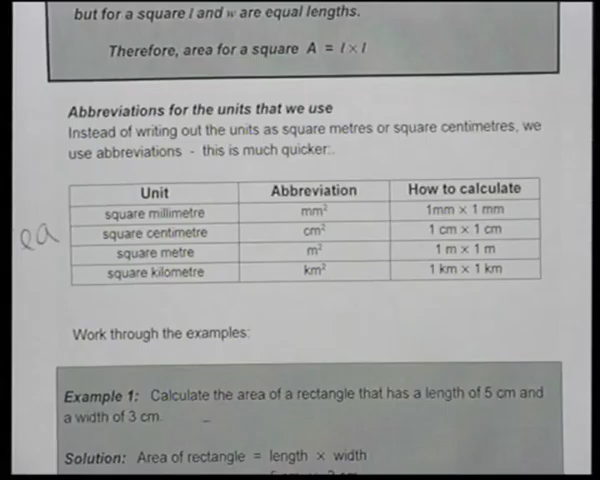 but for a square l and w are equal lengths.
Therefore, area for a square A = l × l
Abbreviations for the units that we use
Instead of writing out the units as square metres or square centimetres, we
use abbreviations - this is much quicker:.
Unit Abbreviation How to calculate
square millimetre mm² 1mm × 1 mm
square centimetre cm² 1 cm × 1 cm
square metre m² 1 m × 1 m
square kilometre km² 1 km × 1 km
ea
Work through the examples:
Example 1: Calculate the area of a rectangle that has a length of 5 cm and
a width of 3 cm.
Solution: Area of rectangle = length × width